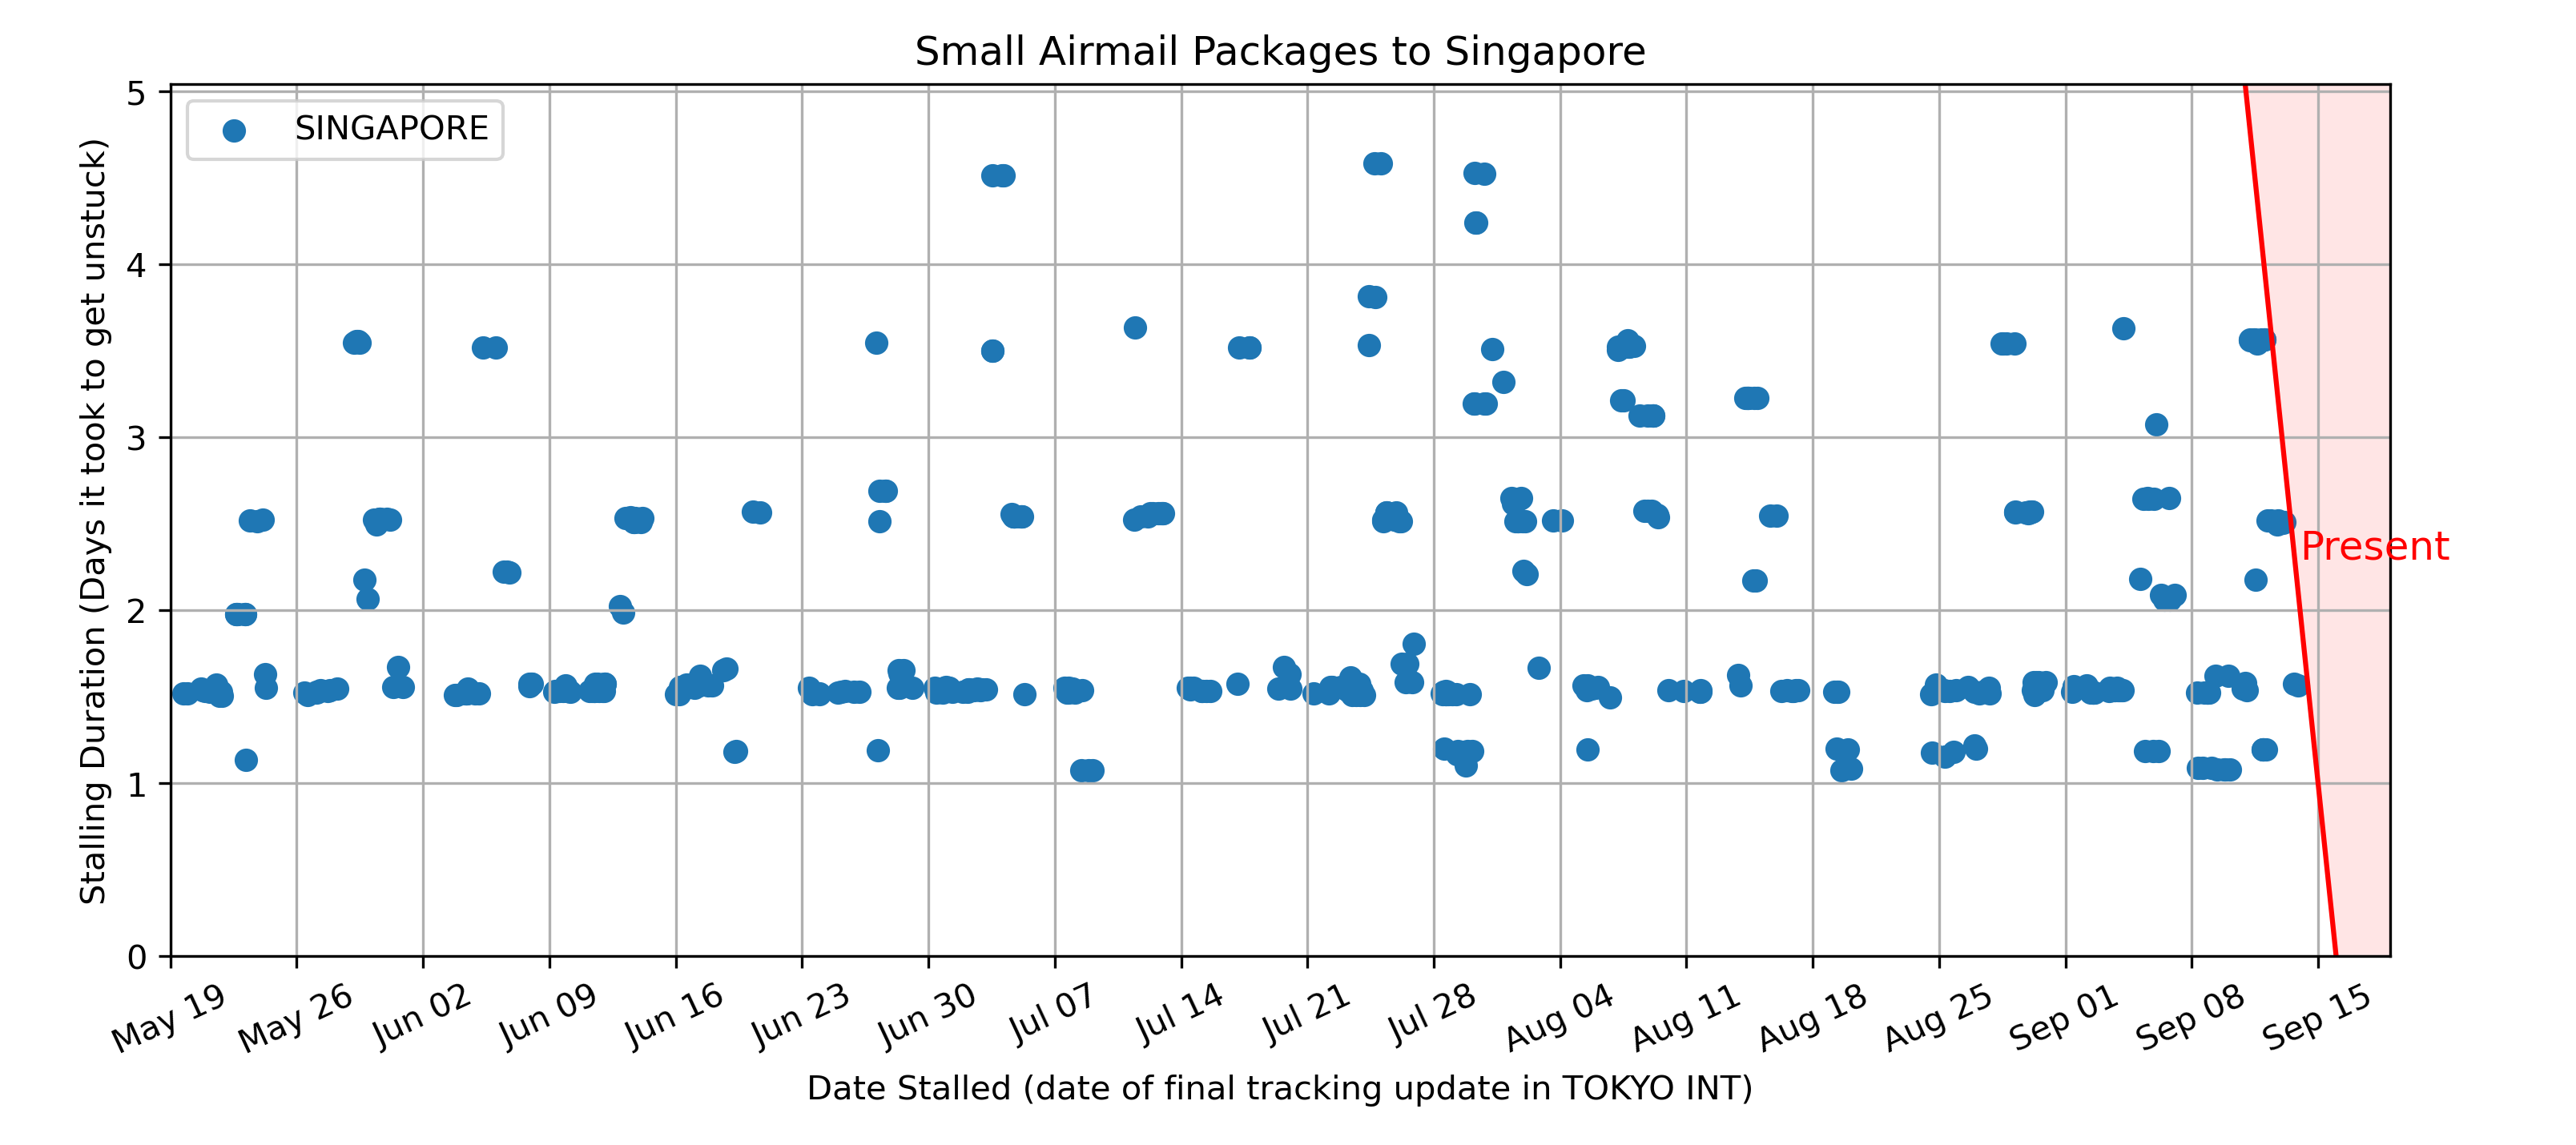 Small Airmail Packages to Singapore
SINGAPORE
Stalling Duration (Days it took to get unstuck)
5
4
3
2
1
0
Present
May 19
May 26
Jun 02
Jun 09
Jun 16
Jun 23
Jun 30
Jul 07
Jul 14
Jul 21
Jul 28
Aug 04
Aug 11
Aug 18
Aug 25
Sep 01
Sep 08
Sep 15
Date Stalled (date of final tracking update in TOKYO INT)